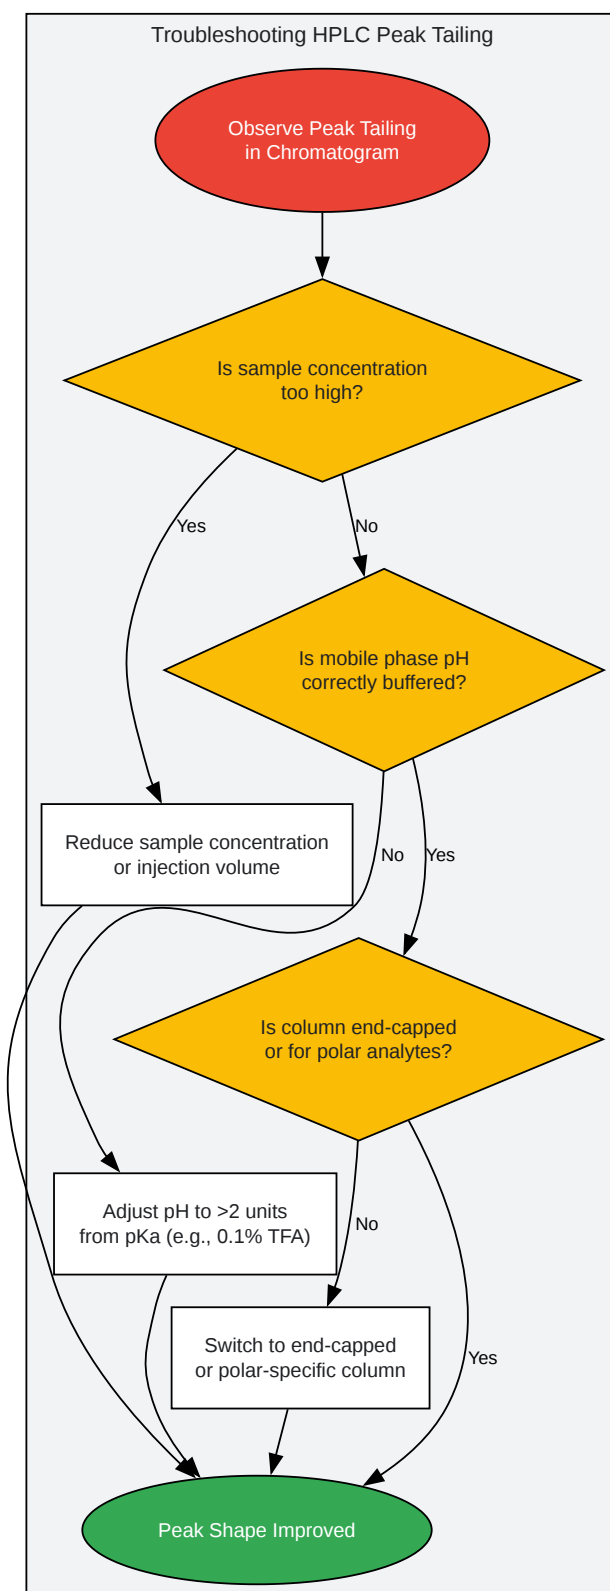 Troubleshooting HPLC Peak Tailing
Observe Peak Tailing
in Chromatogram
Is sample concentration
too high?
Yes
No
Is mobile phase pH
correctly buffered?
Reduce sample concentration
or injection volume
No
Yes
Is column end-capped
or for polar analytes?
Adjust pH to >2 units
from pKa (e.g., 0.1% TFA)
No
Switch to end-capped
or polar-specific column
Yes
Peak Shape Improved